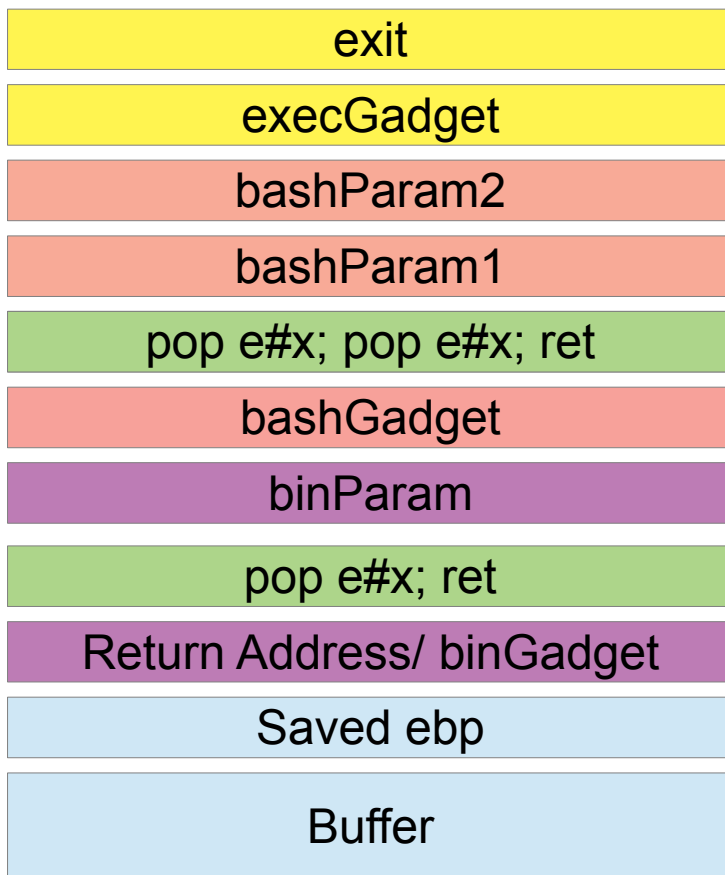 exit
execGadget
bashParam2
bashParam1
pop e#x; pop e#x; ret
bashGadget
binParam
pop e#x; ret
Return Address/ binGadget
Saved ebp
Buffer